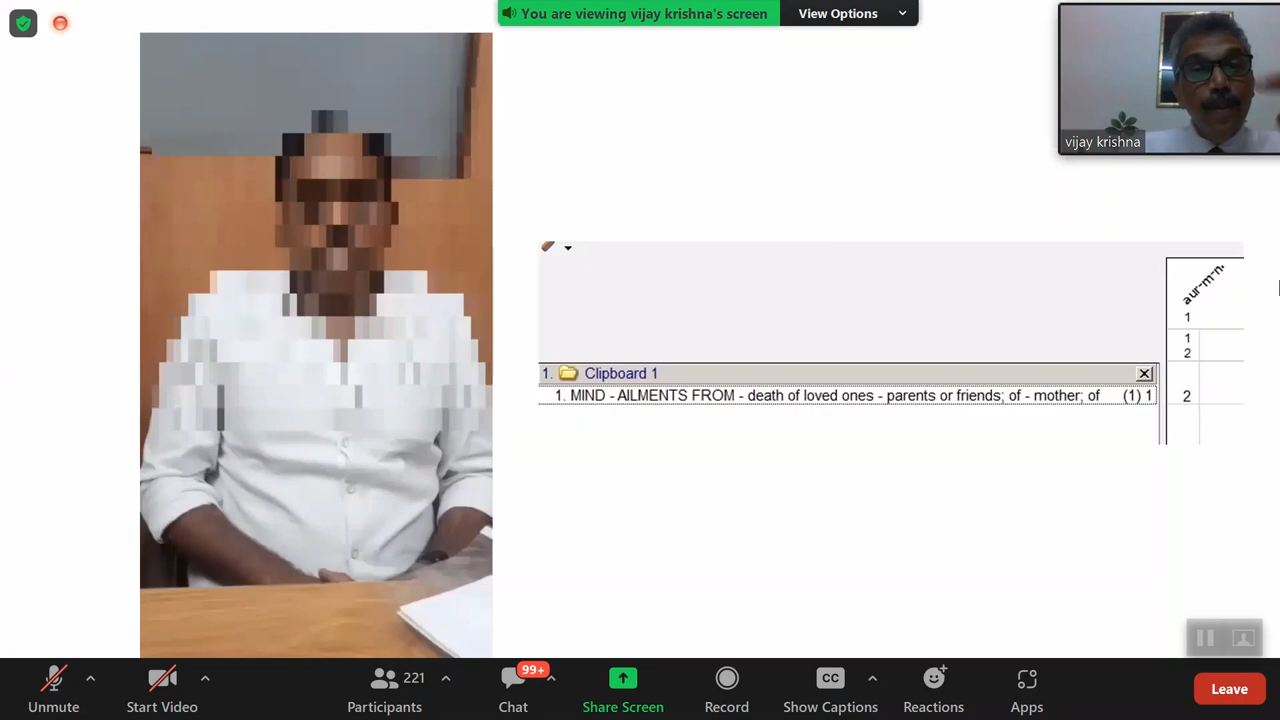 You are viewing vijay krishna's screen
View Options
vijay krishna
aur-m-n.
1
1
2
1. Clipboard 1
1. MIND - AILMENTS FROM - death of loved ones - parents or friends; of - mother; of (1) 1
2
Unmute
Start Video
221
Participants
99+
Chat
Share Screen
Record
CC
Show Captions
Reactions
Apps
Leave